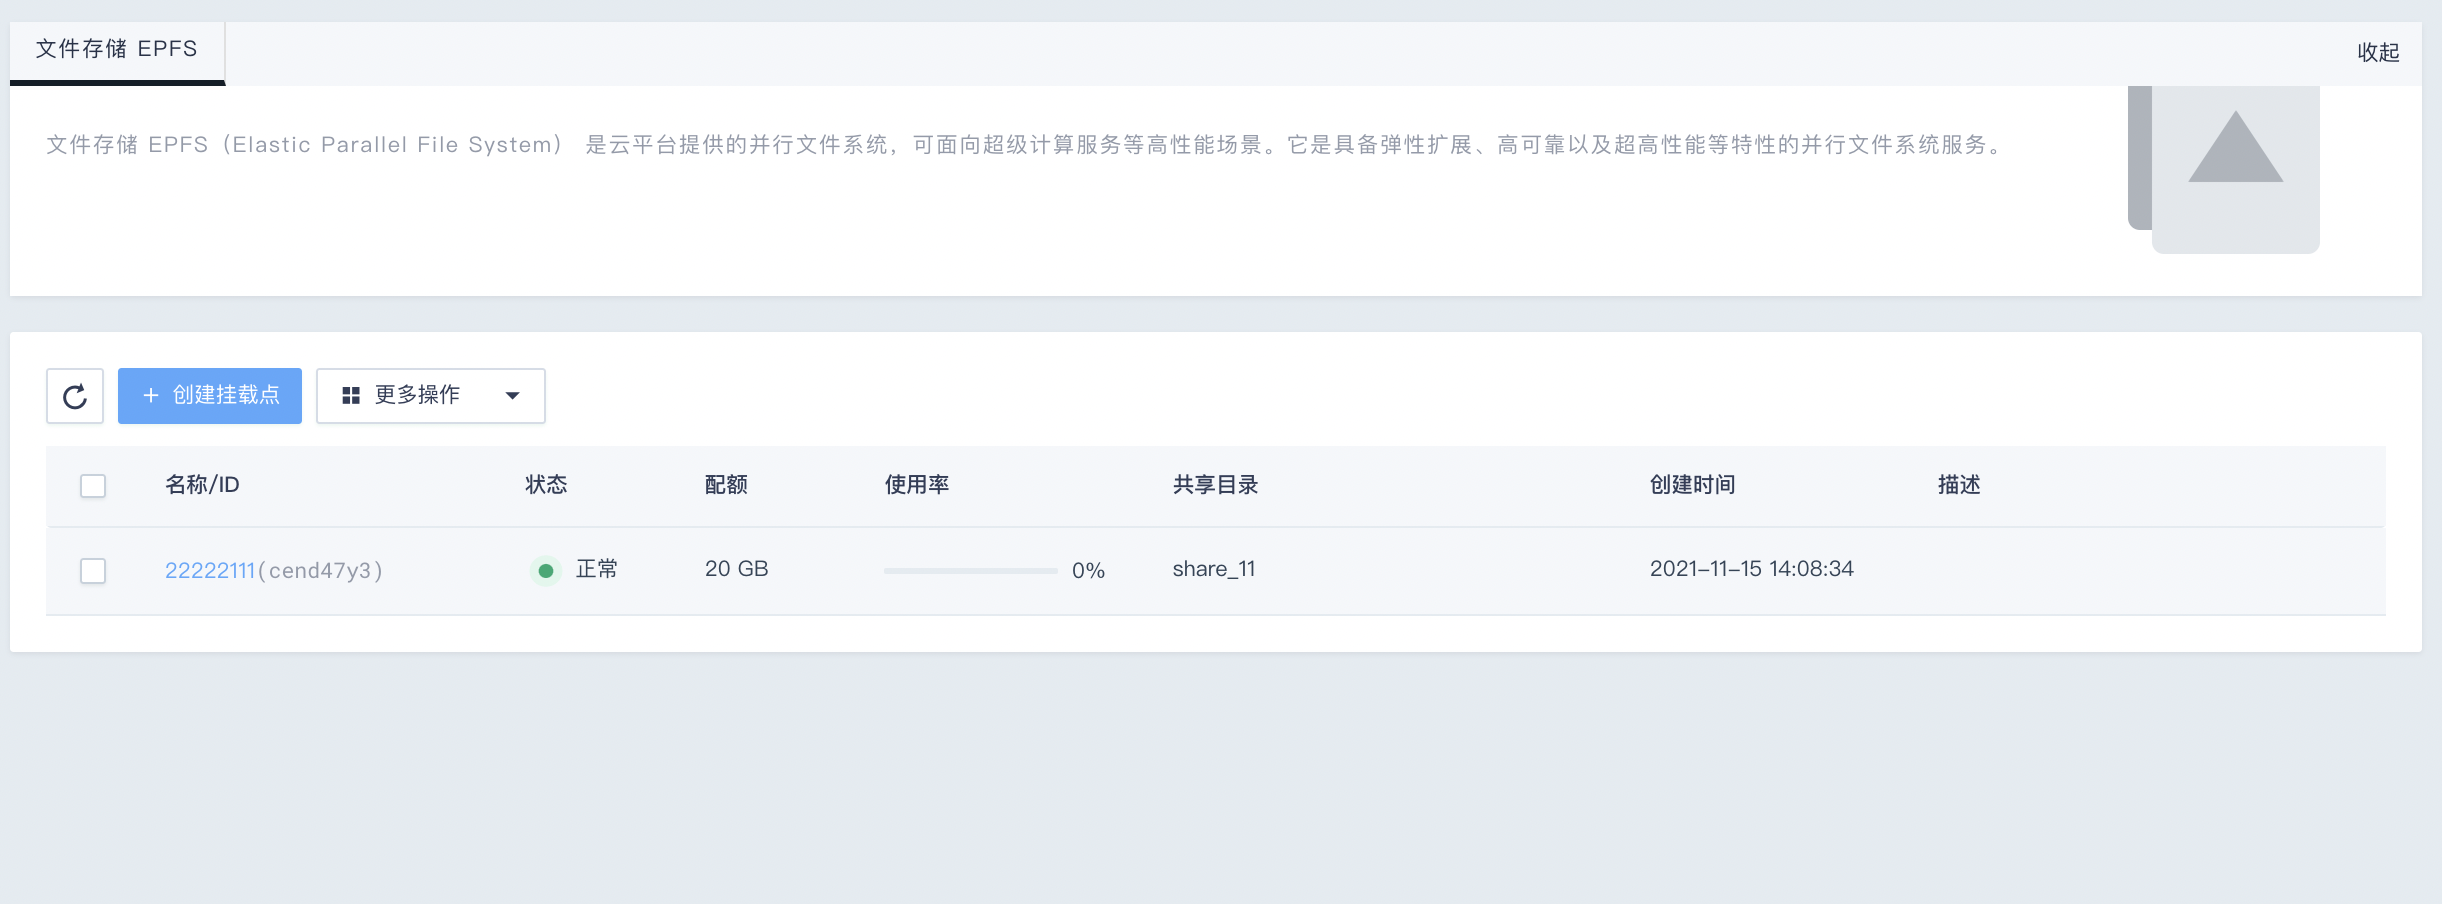 文件存储 EPFS
收起
文件存储 EPFS（Elastic Parallel File System） 是云平台提供的并行文件系统，可面向超级计算服务等高性能场景。它是具备弹性扩展、高可靠以及超高性能等特性的并行文件系统服务。
+ 创建挂载点 更多操作
名称/ID 状态 配额 使用率 共享目录 创建时间 描述
22222111(cend47y3) 正常 20 GB 0% share_11 2021-11-15 14:08:34